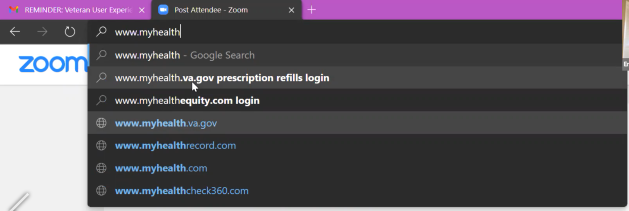 REMINDER: Veteran User Experi
Post Attendee - Zoom
www.myhealth
zoom
www.myhealth - Google Search
www.myhealth.va.gov prescription refills login
www.myhealthequity.com login
www.myhealth.va.gov
www.myhealthrecord.com
www.myhealth.com
www.myhealthcheck360.com